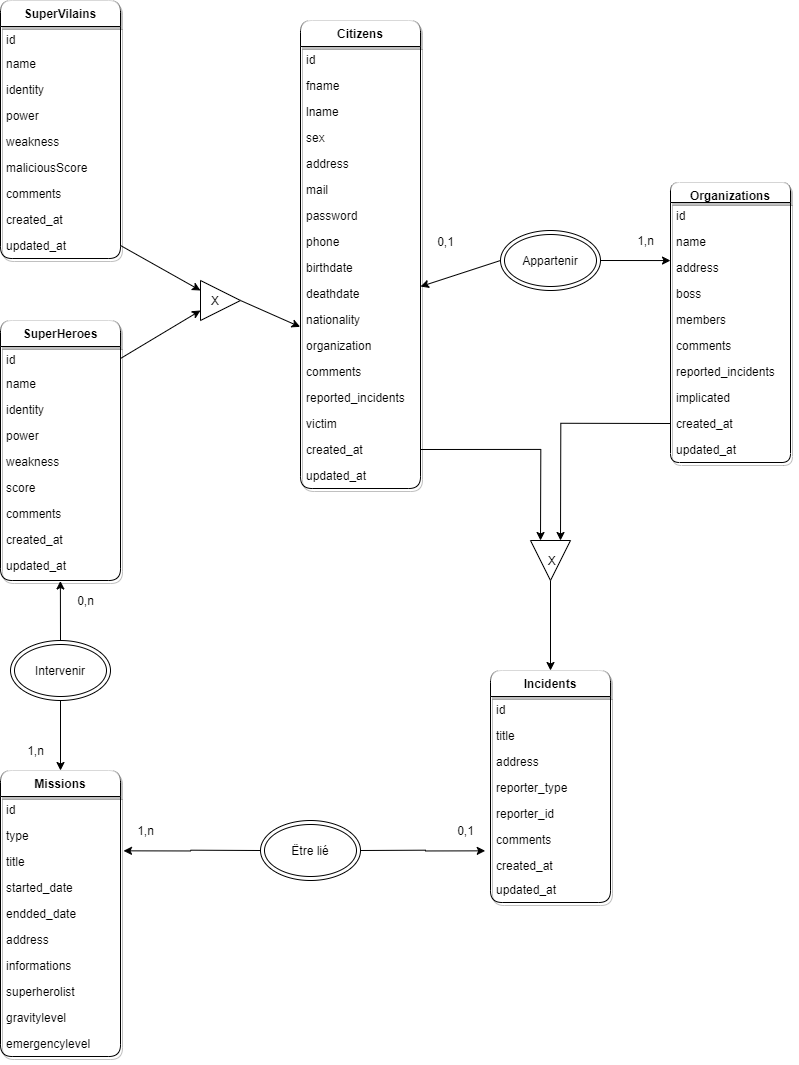 SuperVilains
id
name
identity
power
weakness
maliciousScore
comments
created_at
updated_at
SuperHeroes
id
name
identity
power
weakness
score
comments
created_at
updated_at
X
Citizens
id
fname
lname
sex
address
mail
password
phone
birthdate
deathdate
nationality
organization
comments
reported_incidents
victim
created_at
updated_at
0,1
Appartenir
1,n
Organizations
id
name
address
boss
members
comments
reported_incidents
implicated
created_at
updated_at
X
0,n
Intervenir
1,n
Missions
id
type
title
started_date
endded_date
address
informations
superherolist
gravitylevel
emergencylevel
1,n
Être lié
0,1
Incidents
id
title
address
reporter_type
reporter_id
comments
created_at
updated_at